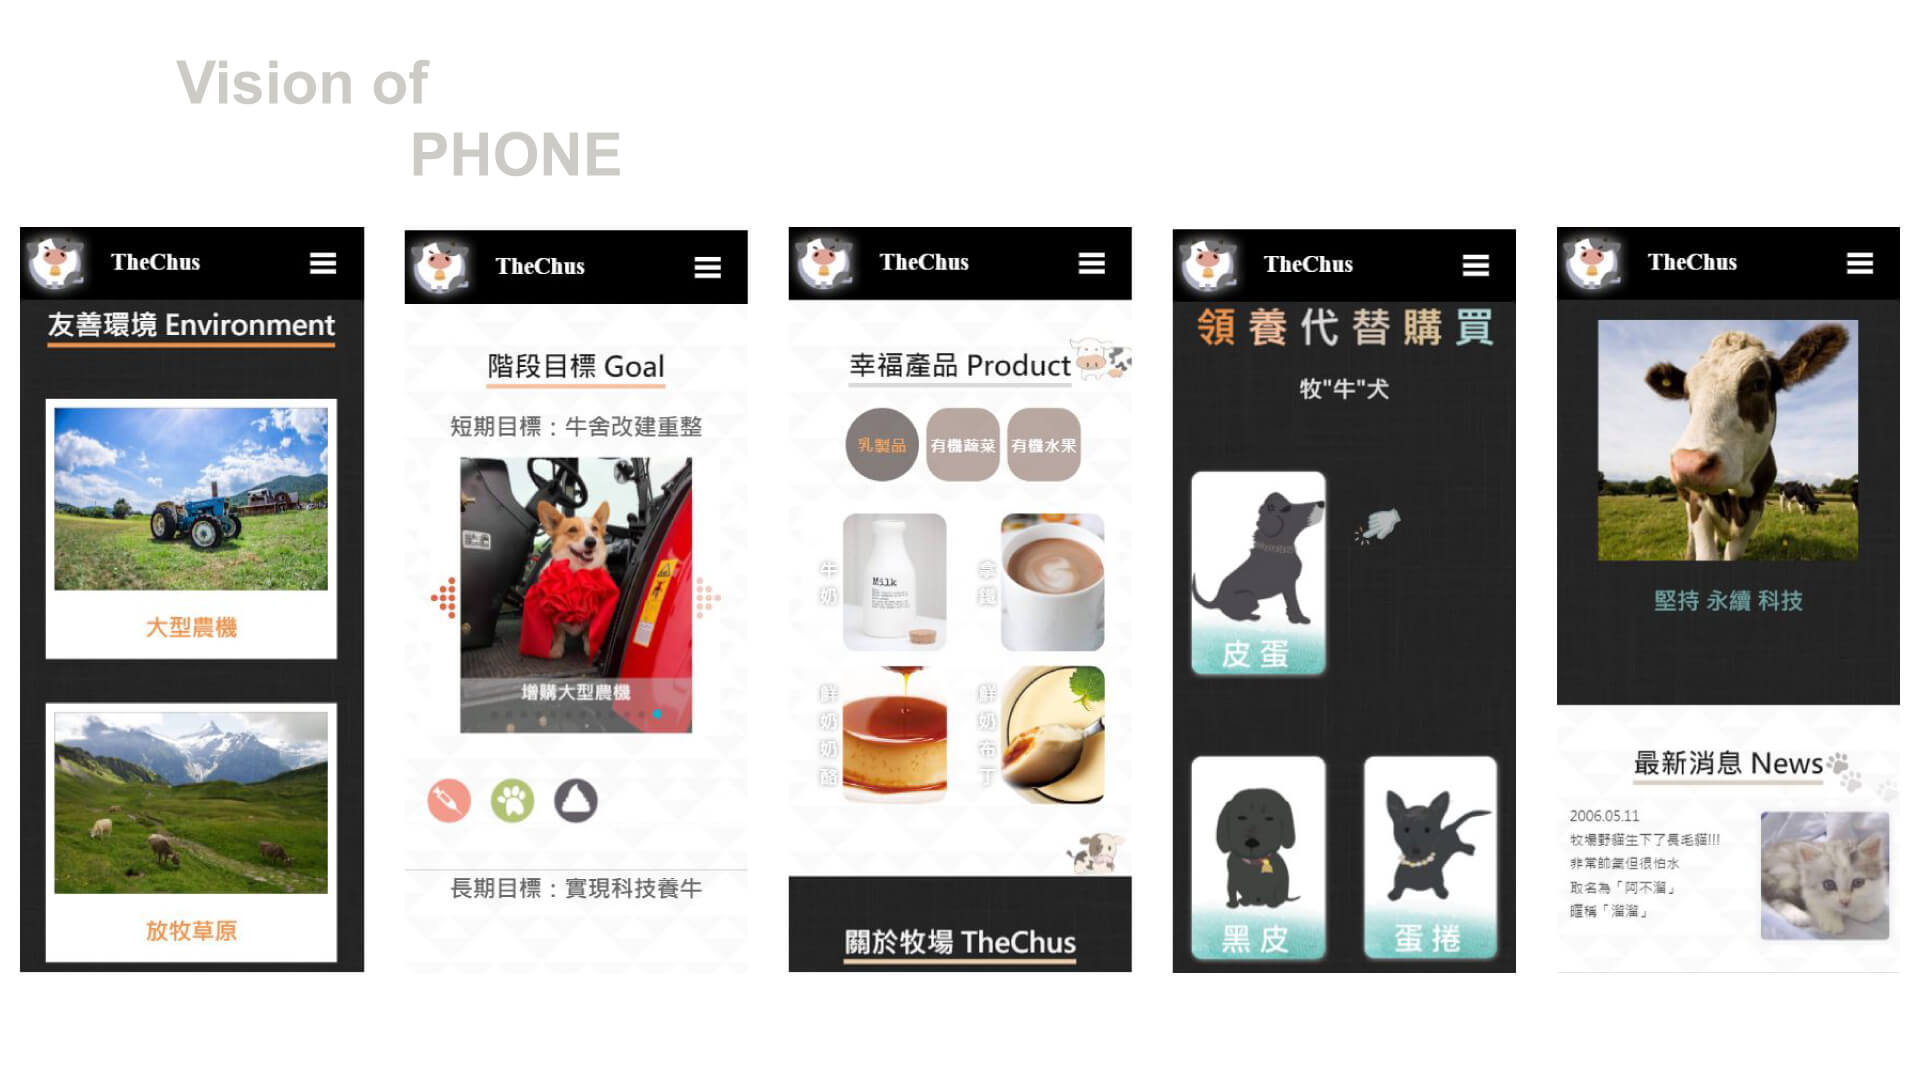 Vision of
PHONE
TheChus
友善環境 Environment
大型農機
放牧草原
TheChus
階段目標 Goal
短期目標：牛舍改建重整
增購大型農機
長期目標：實現科技養牛
TheChus
幸福產品 Product
乳製品
有機蔬菜
有機水果
牛奶
Milk
拿鐵
鮮奶奶酪
鮮奶布丁
關於牧場 TheChus
TheChus
領養代替購買
牧"牛"犬
皮蛋
黑皮
蛋捲
TheChus
堅持 永續 科技
最新消息 News
2006.05.11
牧場野貓生下了長毛貓!!!
非常帥氣但很怕水
取名為「阿不溜」
暱稱「溜溜」